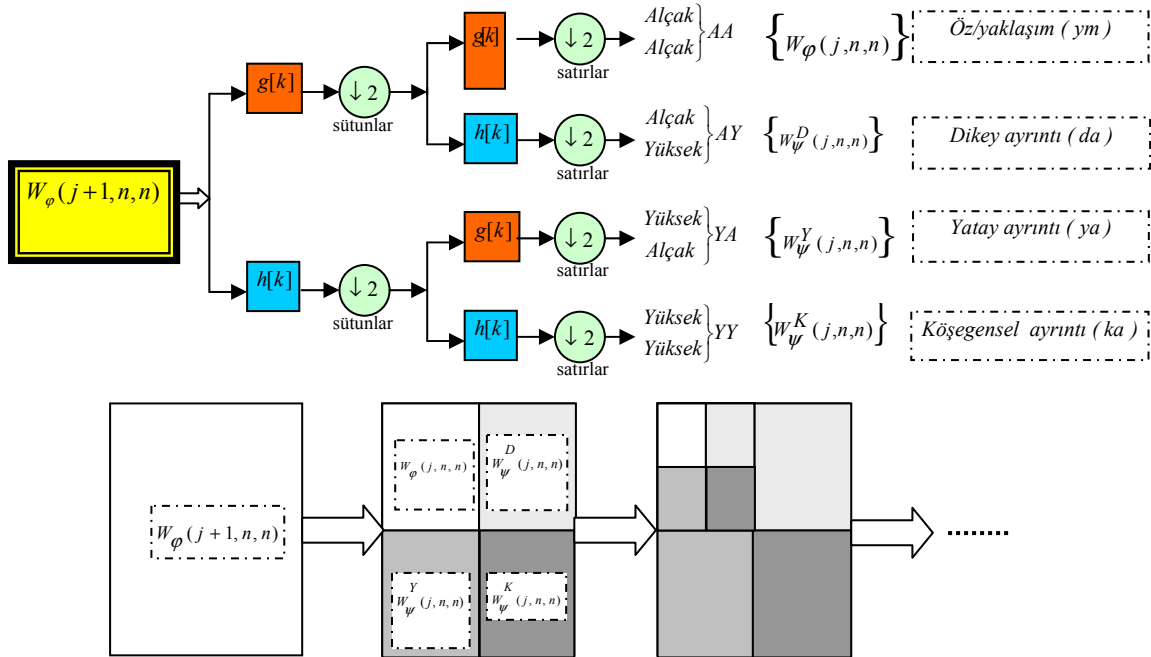 g[k]
↓ 2
sütunlar
g[k]
↓ 2
satırlar
Alçak
Alçak
AA
{W_φ(j,n,n)}
Öz/yaklaşım ( ym )
h[k]
↓ 2
satırlar
Alçak
Yüksek
AY
{W_ψ^D(j,n,n)}
Dikey ayrıntı ( da )
W_φ(j+1,n,n)
h[k]
↓ 2
sütunlar
g[k]
↓ 2
satırlar
Yüksek
Alçak
YA
{W_ψ^Y(j,n,n)}
Yatay ayrıntı ( ya )
h[k]
↓ 2
satırlar
Yüksek
Yüksek
YY
{W_ψ^K(j,n,n)}
Köşegensel ayrıntı ( ka )
W_φ(j+1,n,n)
W_φ(j,n,n)
W_ψ^D(j,n,n)
W_ψ^Y(j,n,n)
W_ψ^K(j,n,n)
........